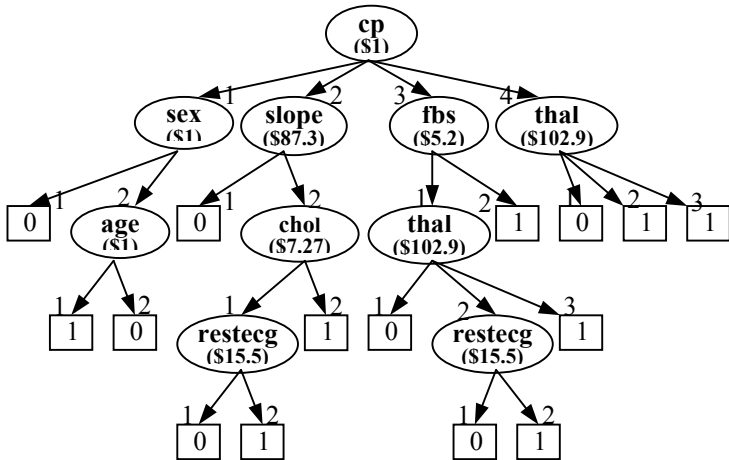 cp
($1)
1 2 3 4
sex slope fbs thal
($1) ($87.3) ($5.2) ($102.9)
1 2 1 2 1 2 1 2 3
0 age 0 chol thal 1 0 1 1
($1) ($7.27) ($102.9)
1 2 1 2 1 2 3
1 0 restecg 1 0 restecg 1
($15.5) ($15.5)
1 2 1 2
0 1 0 1